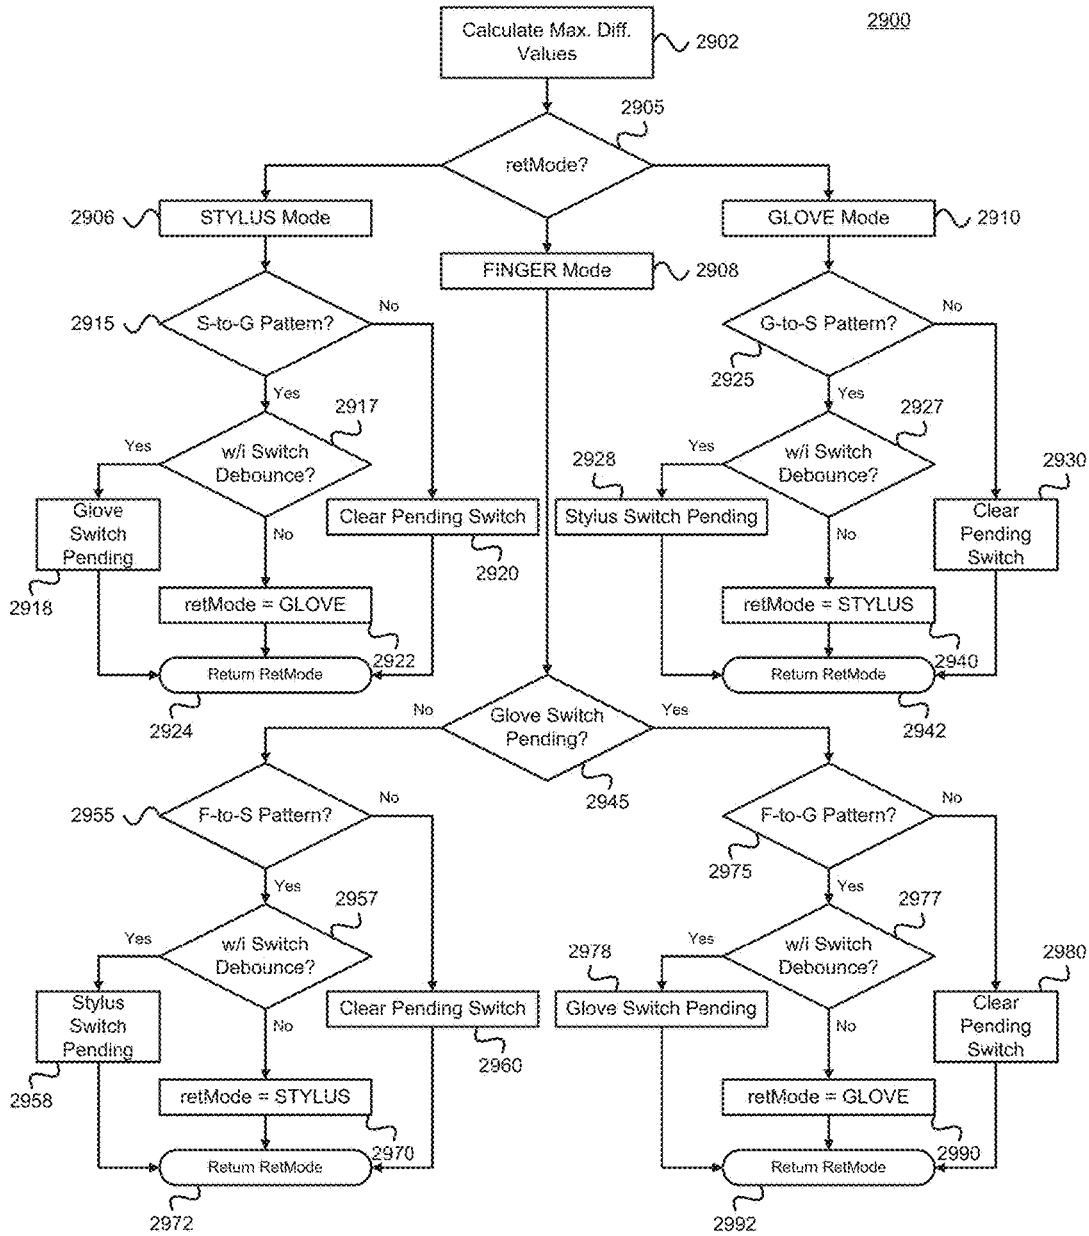 2900
Calculate Max. Diff.
Values
2902
2905
retMode?
2906
STYLUS Mode
GLOVE Mode
2910
FINGER Mode
2908
2915
S-to-G Pattern?
No
G-to-S Pattern?
No
2925
Yes
Yes
2917
2927
Yes
w/i Switch
Debounce?
Yes
w/i Switch
Debounce?
2928
2930
Glove
Switch
Pending
Clear Pending Switch
Stylus Switch Pending
Clear
Pending
Switch
No
No
2920
2918
retMode = GLOVE
retMode = STYLUS
2922
2940
Return RetMode
Return RetMode
2924
2942
No
Glove Switch
Pending?
Yes
2945
2955
F-to-S Pattern?
No
F-to-G Pattern?
No
2975
Yes
Yes
2957
2977
Yes
w/i Switch
Debounce?
Yes
w/i Switch
Debounce?
2978
2980
Stylus
Switch
Pending
Clear Pending Switch
Glove Switch Pending
Clear
Pending
Switch
No
No
2960
2958
retMode = STYLUS
retMode = GLOVE
2970
2990
Return RetMode
Return RetMode
2972
2992